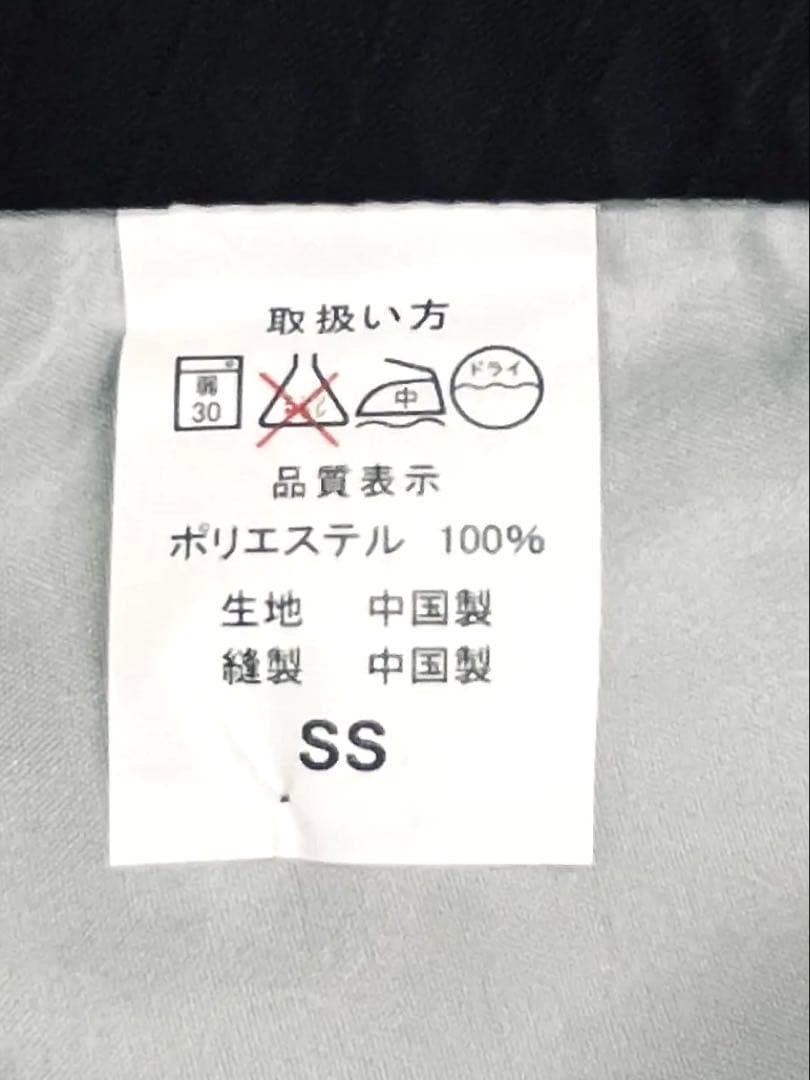 取扱い方
弱 30 中 ドライ
品質表示
ポリエステル 100%
生地 中国製
縫製 中国製
SS